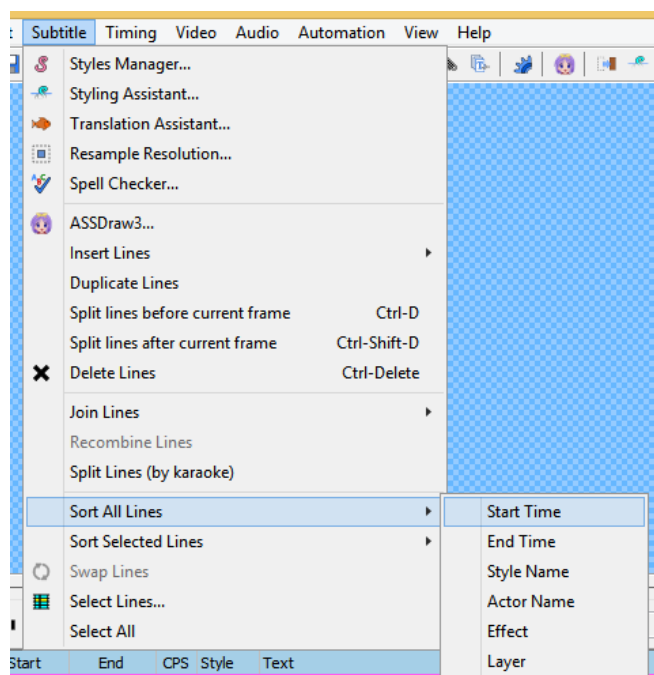 Subtitle Timing Video Audio Automation View Help
Styles Manager...
Styling Assistant...
Translation Assistant...
Resample Resolution...
Spell Checker...
ASSDraw3...
Insert Lines
Duplicate Lines
Split lines before current frame Ctrl-D
Split lines after current frame Ctrl-Shift-D
Delete Lines Ctrl-Delete
Join Lines
Recombine Lines
Split Lines (by karaoke)
Sort All Lines
Start Time
Sort Selected Lines
End Time
Swap Lines
Style Name
Select Lines...
Actor Name
Select All
Effect
Start End CPS Style Text
Layer